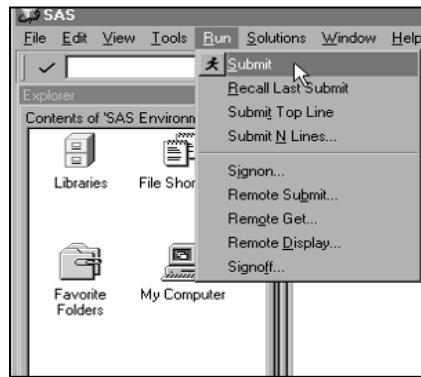 SAS
File Edit View Tools Run Solutions Window Help
Submit
Recall Last Submit
Submit Top Line
Submit N Lines...
Signon...
Remote Submit...
Remote Get...
Remote Display...
Signoff...
Explorer
Contents of 'SAS Environn
Libraries
File Shor
Favorite
Folders
My Computer